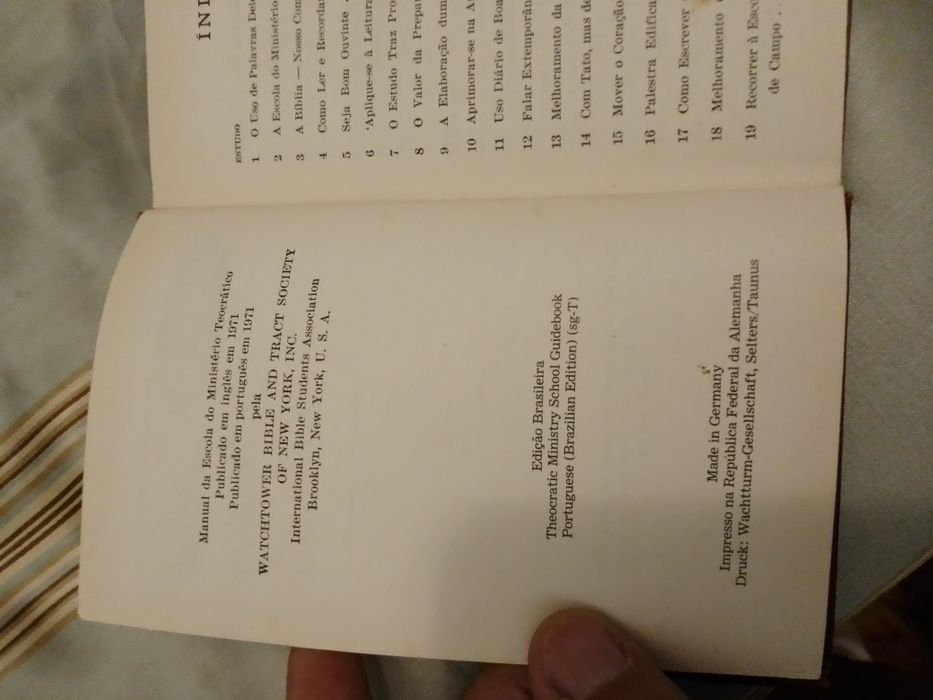 Manual da Escola do Ministério Teocrático
Publicado em inglês em 1971
Publicado em português em 1971
pela
WATCHTOWER BIBLE AND TRACT SOCIETY
OF NEW YORK, INC.
International Bible Students Association
Brooklyn, New York, U. S. A.
Edição Brasileira
Theocratic Ministry School Guidebook
Portuguese (Brazilian Edition) (sg-T)
Made in Germany
Impresso na República Federal da Alemanha
Druck: Wachtturm-Gesellschaft, Selters/Taunus
ÍND
ESTUDO
1 O Uso de Palavras Dei
2 A Escola do Ministério
3 A Bíblia — Nosso Com
4 Como Ler e Recorda
5 Seja Bom Ouvinte
6 'Aplique-se à Leitura
7 O Estudo Traz Pro
8 O Valor da Prepar
9 A Elaboração dum
10 Aprimorar-se na A
11 Uso Diário de Boa
12 Falar Extemporân
13 Melhoramento da
14 Com Tato, mas de
15 Mover o Coração
16 Palestra Edifica
17 Como Escrever
18 Melhoramento
19 Recorrer à Esco
de Campo . .